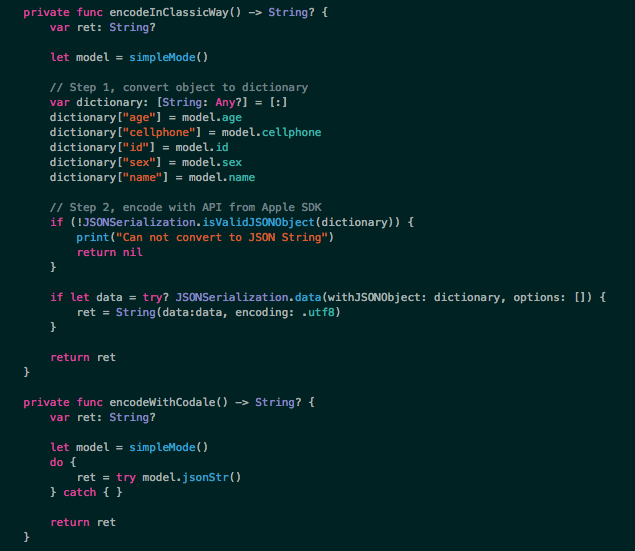 private func encodeInClassicWay() -> String? {
    var ret: String?

    let model = simpleMode()

    // Step 1, convert object to dictionary
    var dictionary: [String: Any?] = [:]
    dictionary["age"] = model.age
    dictionary["cellphone"] = model.cellphone
    dictionary["id"] = model.id
    dictionary["sex"] = model.sex
    dictionary["name"] = model.name

    // Step 2, encode with API from Apple SDK
    if (!JSONSerialization.isValidJSONObject(dictionary)) {
        print("Can not convert to JSON String")
        return nil
    }

    if let data = try? JSONSerialization.data(withJSONObject: dictionary, options: []) {
        ret = String(data:data, encoding: .utf8)
    }

    return ret
}

private func encodeWithCodale() -> String? {
    var ret: String?

    let model = simpleMode()
    do {
        ret = try model.jsonStr()
    } catch { }

    return ret
}